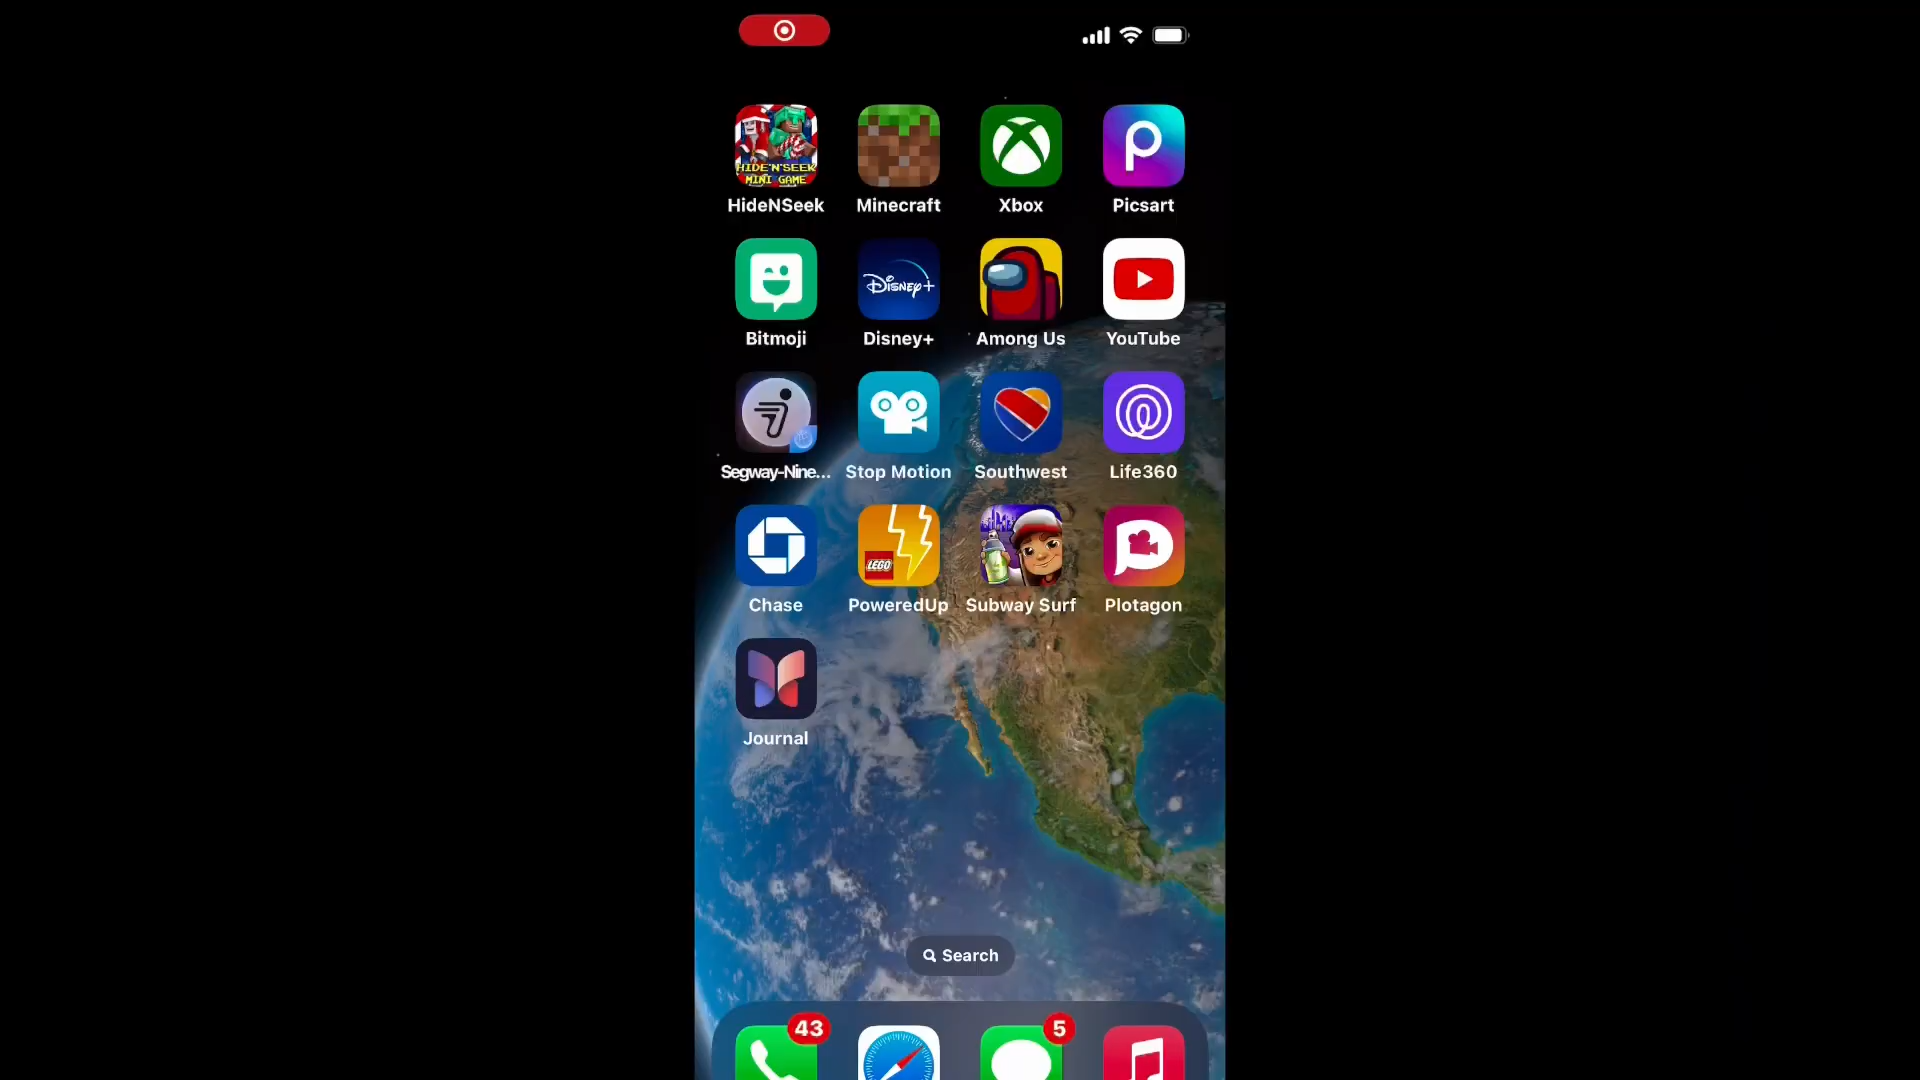 HIDE'N'SEEK
MINI GAME
HideNSeek
Minecraft
Xbox
Picsart
Disney+
Bitmoji
Disney+
Among Us
YouTube
Segway-Nine...
Stop Motion
Southwest
Life360
LEGO
Chase
PoweredUp
Subway Surf
Plotagon
Journal
Search
43
5